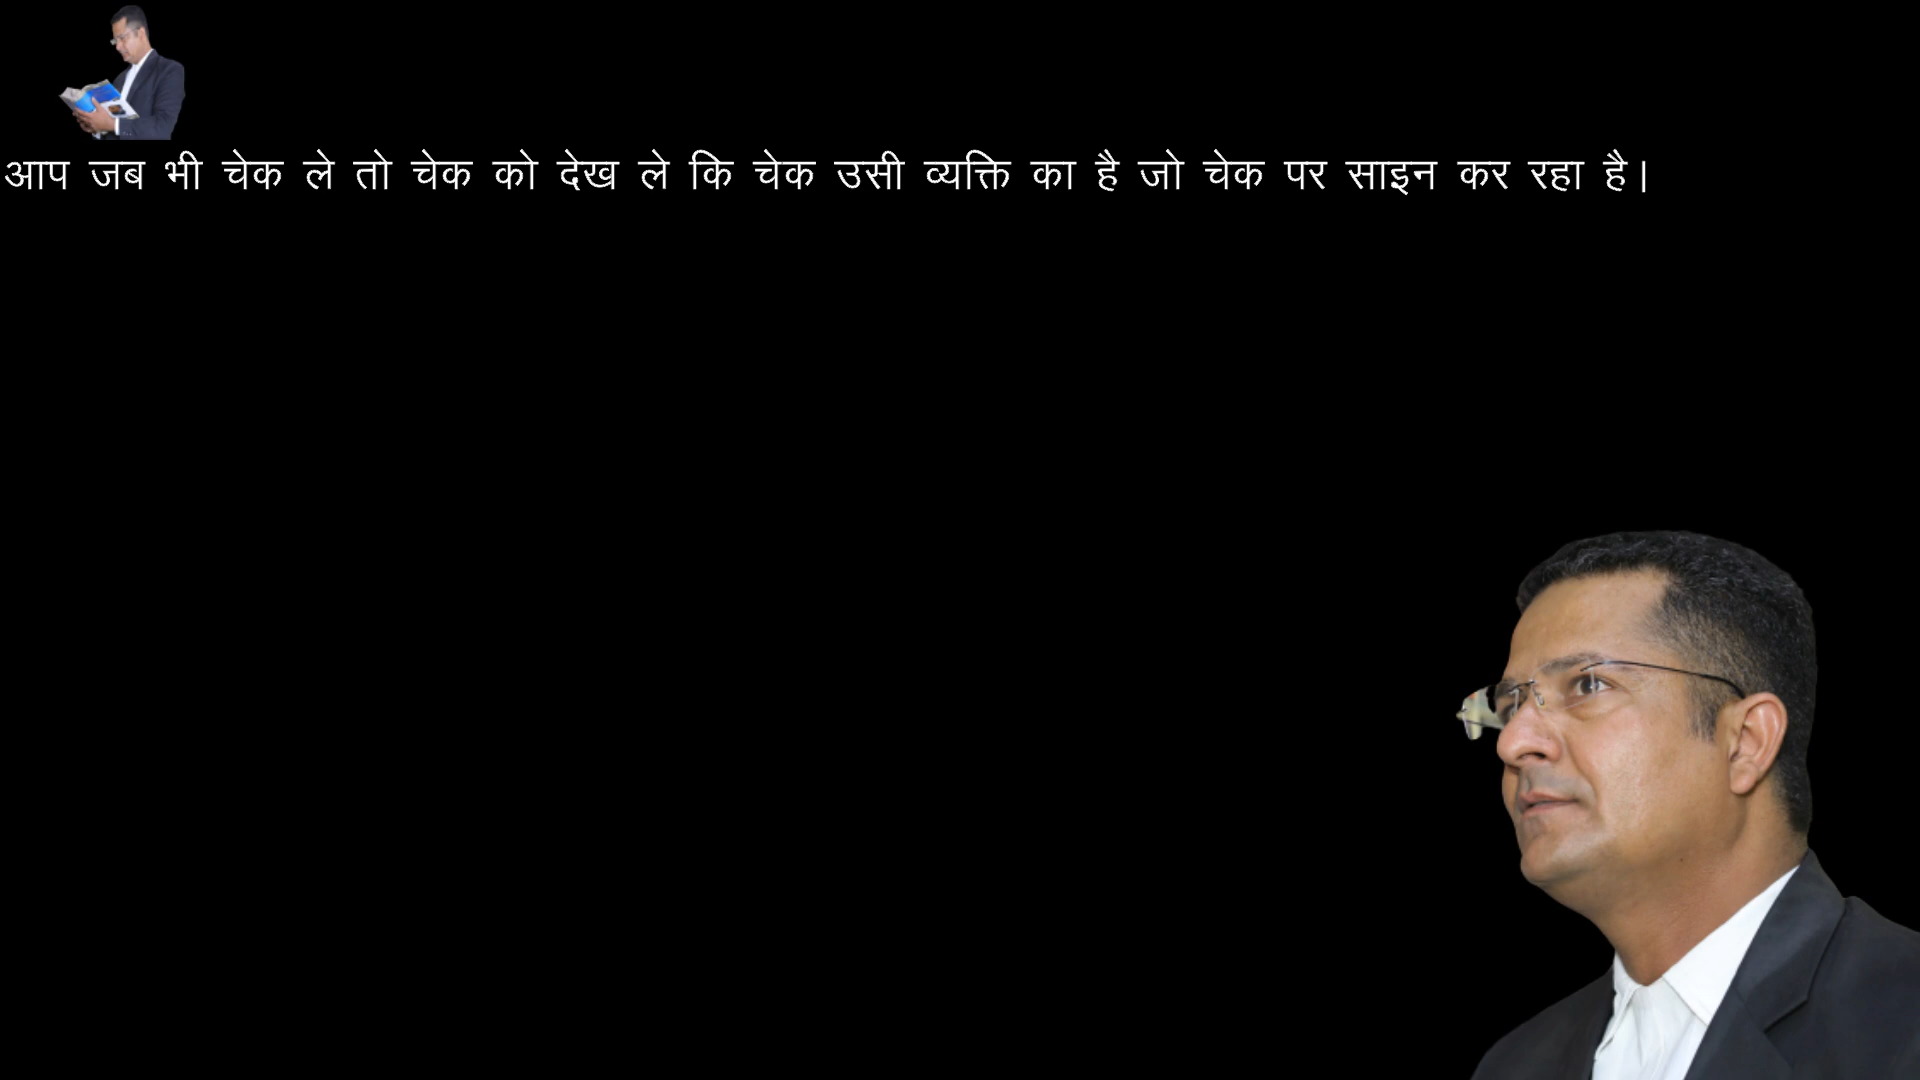 आप जब भी चेक ले तो चेक को देख ले कि चेक उसी व्यक्ति का है जो चेक पर साइन कर रहा है।